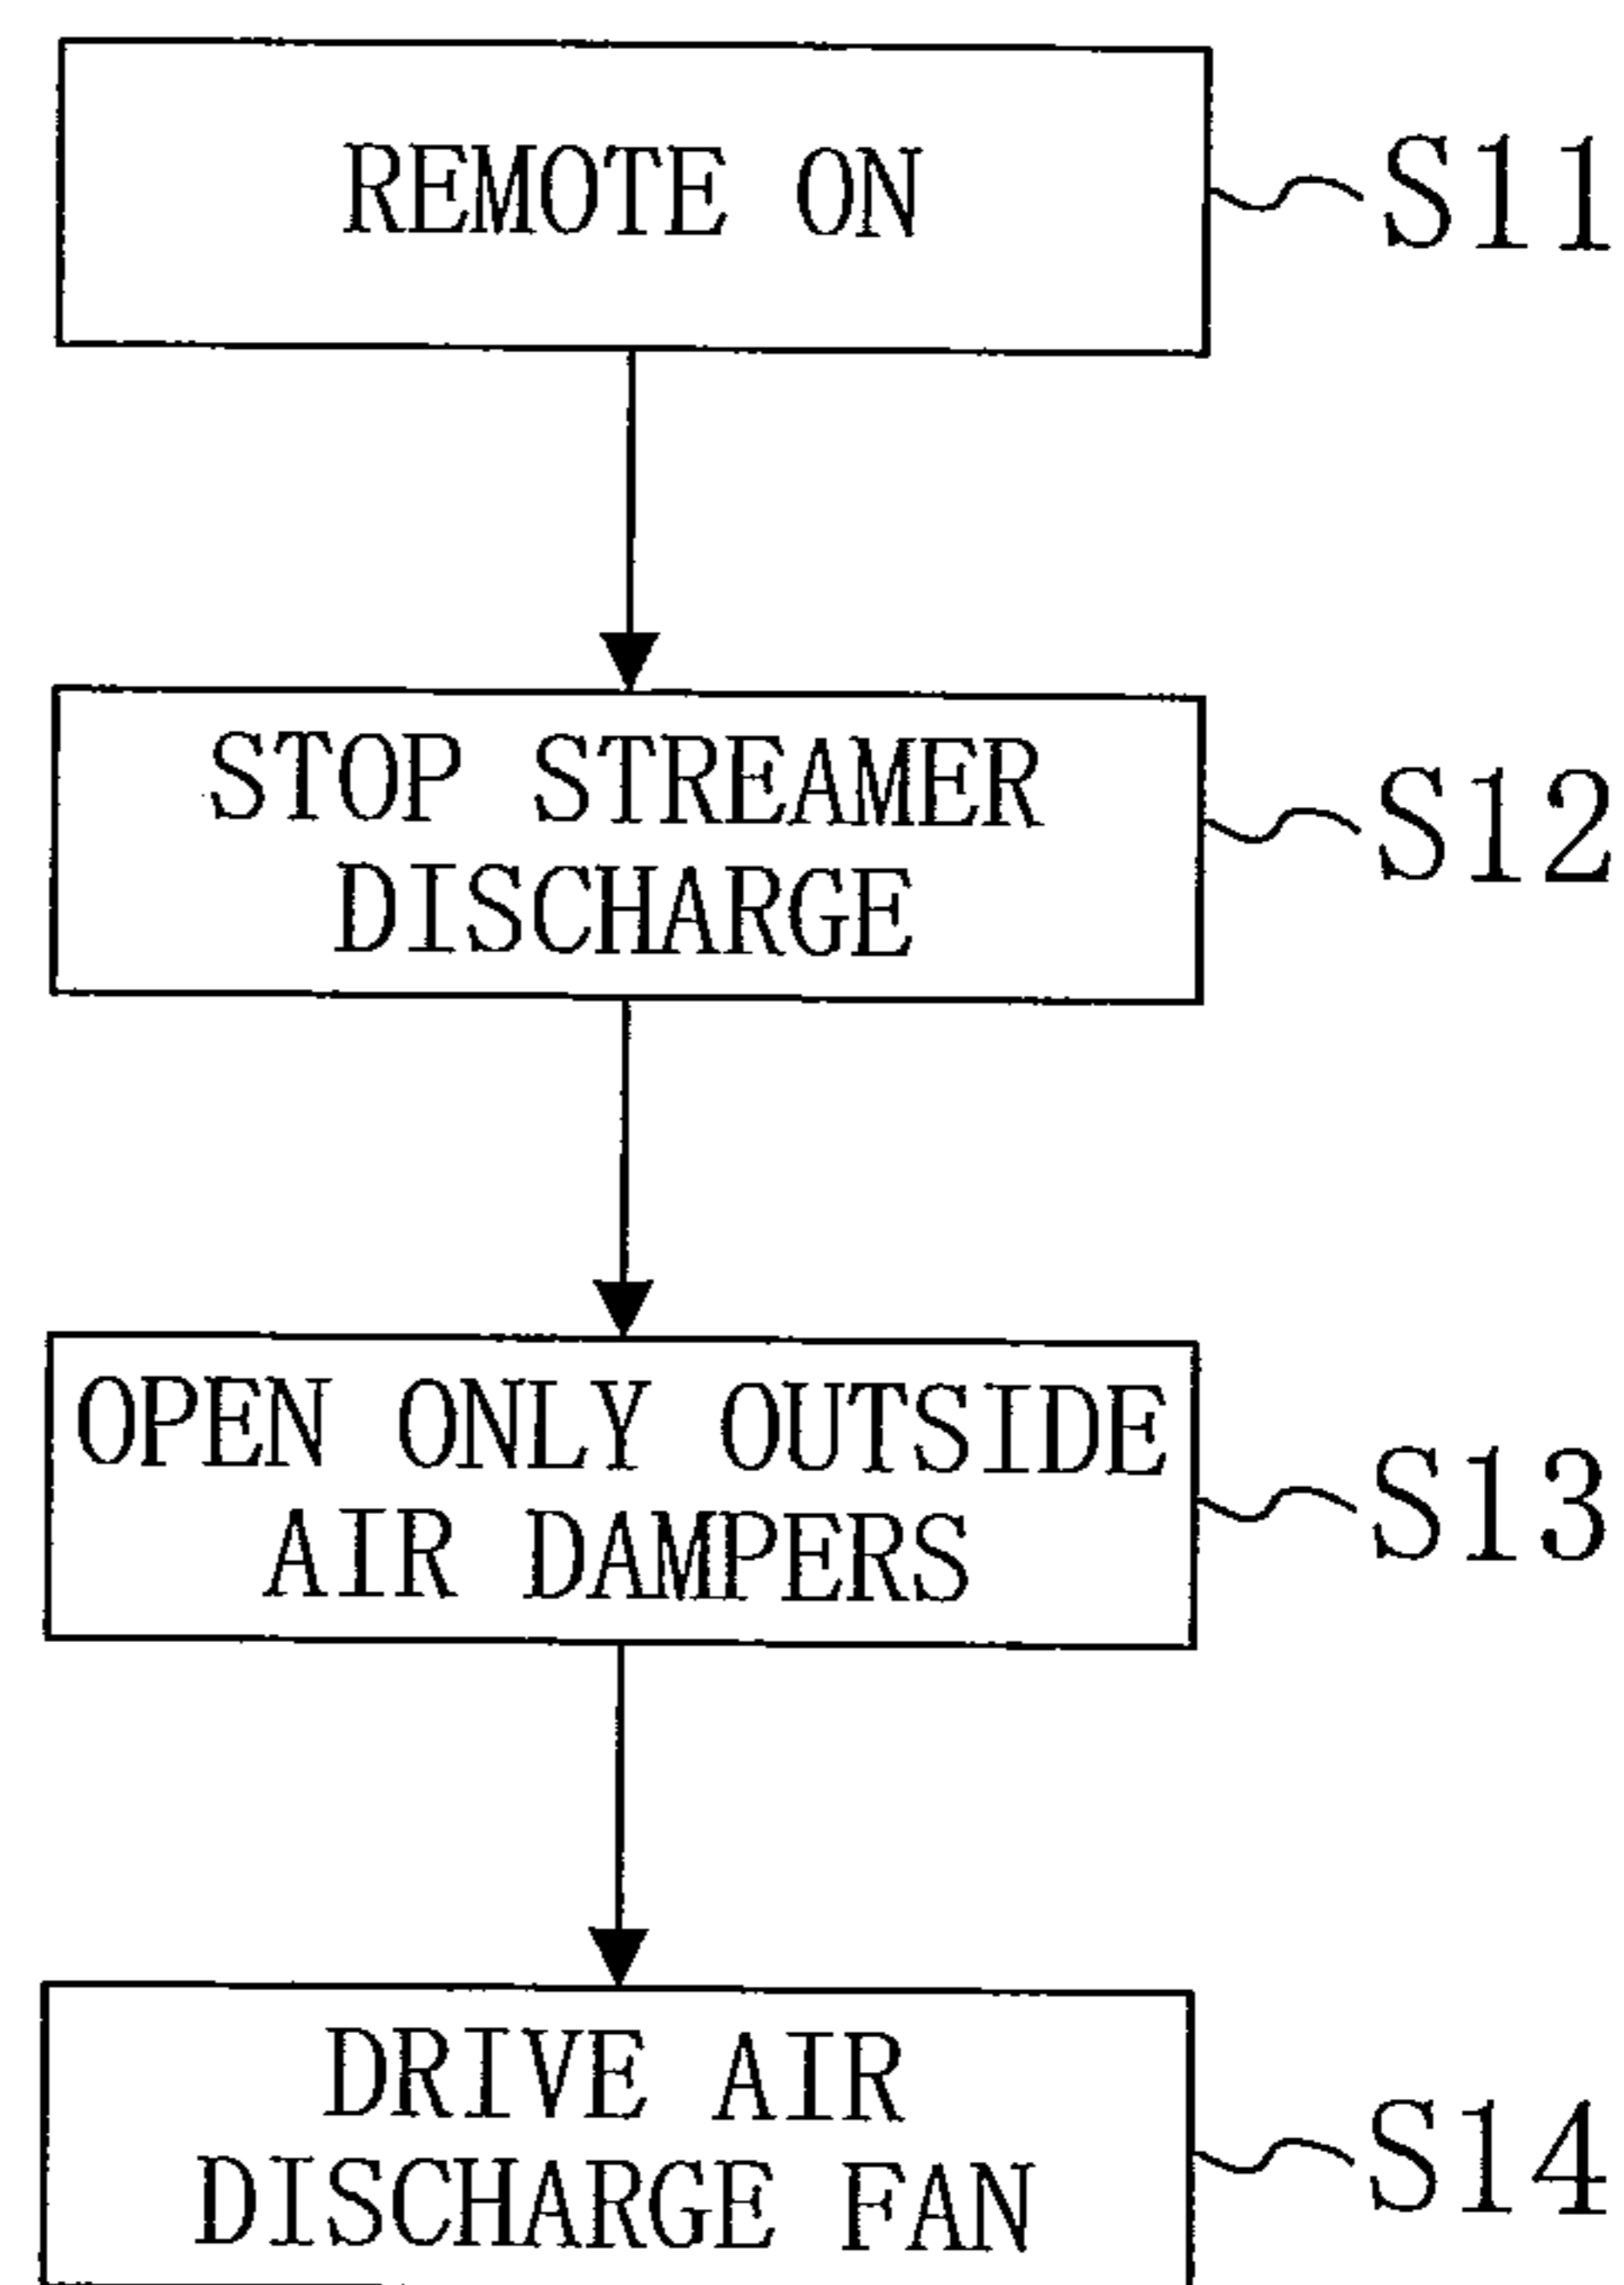 REMOTE ON
S11
STOP STREAMER
DISCHARGE
S12
OPEN ONLY OUTSIDE
AIR DAMPERS
S13
DRIVE AIR
DISCHARGE FAN
S14